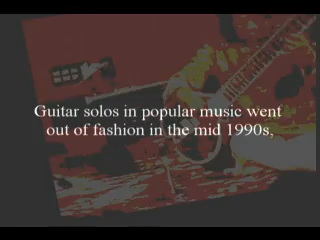 Guitar solos in popular music went
out of fashion in the mid 1990s,